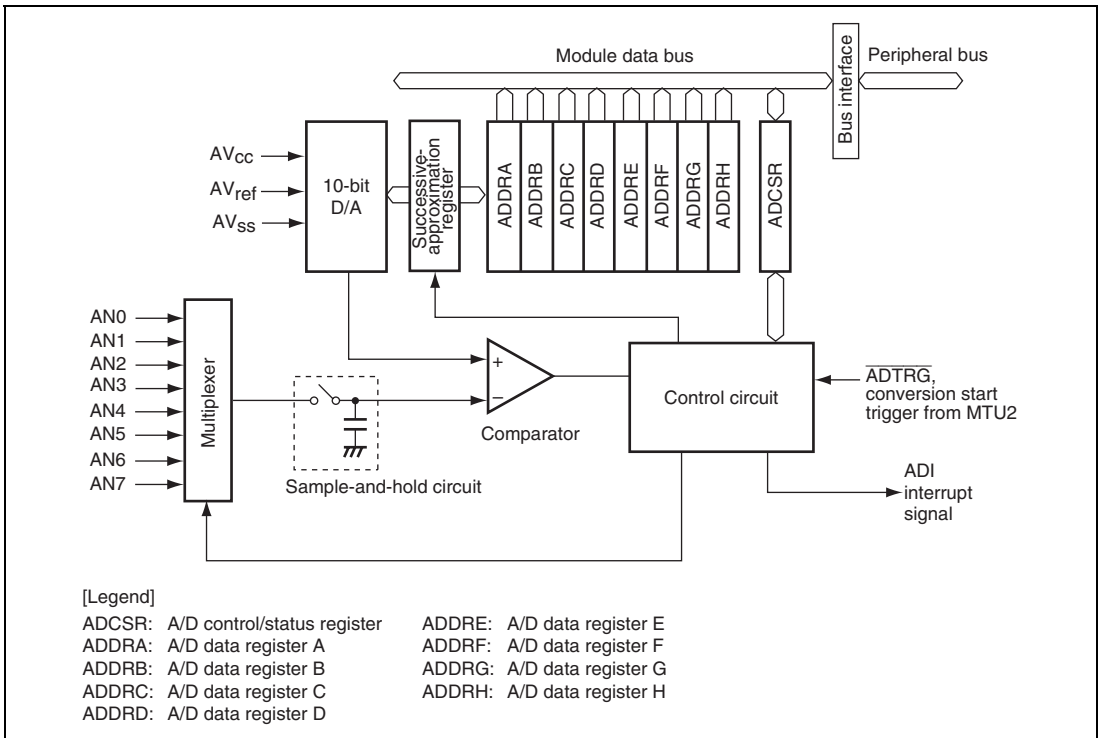 Module data bus
Peripheral bus
Bus interface
AVcc
AVref
AVss
10-bit
D/A
Successive-
approximation
register
ADDRA
ADDRB
ADDRC
ADDRD
ADDRE
ADDRF
ADDRG
ADDRH
ADCSR
AN0
AN1
AN2
AN3
AN4
AN5
AN6
AN7
Multiplexer
Sample-and-hold circuit
+
−
Comparator
Control circuit
ADTRG,
conversion start
trigger from MTU2
ADI
interrupt
signal
[Legend]
ADCSR: A/D control/status register
ADDRA: A/D data register A
ADDRB: A/D data register B
ADDRC: A/D data register C
ADDRD: A/D data register D
ADDRE: A/D data register E
ADDRF: A/D data register F
ADDRG: A/D data register G
ADDRH: A/D data register H